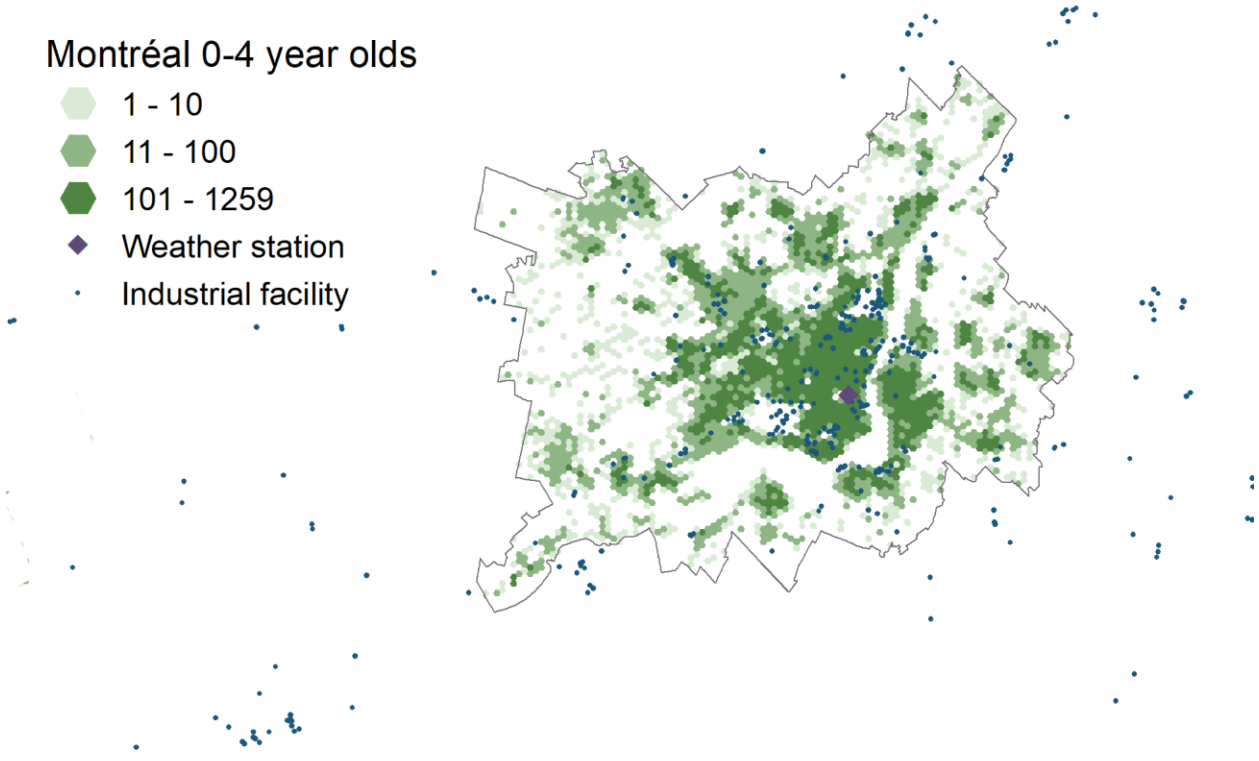 Montréal 0-4 year olds
1 - 10
11 - 100
101 - 1259
Weather station
Industrial facility